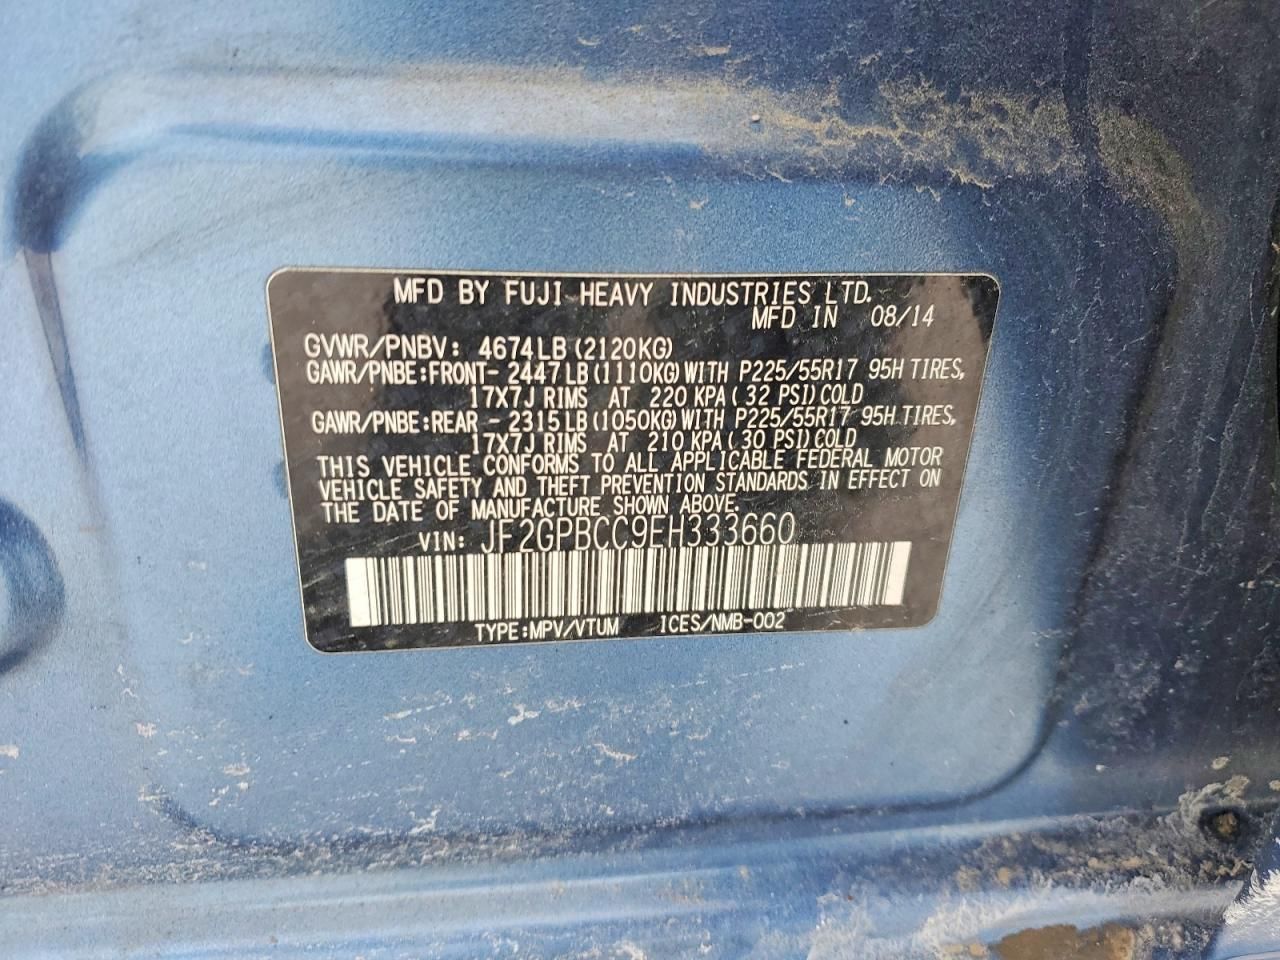 MFD BY FUJI HEAVY INDUSTRIES LTD.
MFD IN 08/14
GVWR/PNBV: 4674LB (2120KG)
GAWR/PNBE:FRONT- 2447LB(1110KG)WITH P225/55R17 95H TIRES,
17X7J RIMS AT 220 KPA( 32 PSI)COLD
GAWR/PNBE:REAR - 2315LB(1050KG)WITH P225/55R17 95H TIRES,
17X7J RIMS AT 210 KPA( 30 PSI)COLD
THIS VEHICLE CONFORMS TO ALL APPLICABLE FEDERAL MOTOR
VEHICLE SAFETY AND THEFT PREVENTION STANDARDS IN EFFECT ON
THE DATE OF MANUFACTURE SHOWN ABOVE.
VIN: JF2GPBCC9EH333660
TYPE:MPV/VTUM ICES/NMB-002